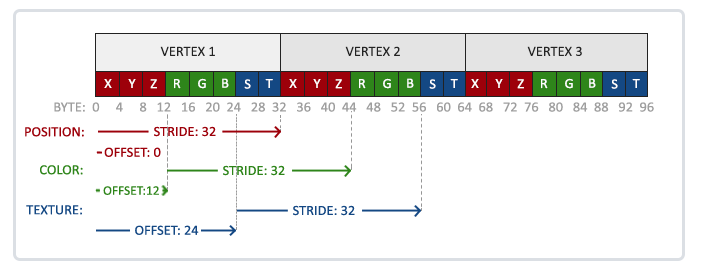 VERTEX 1 VERTEX 2 VERTEX 3
X Y Z R G B S T X Y Z R G B S T X Y Z R G B S T
BYTE: 0 4 8 12 16 20 24 28 32 36 40 44 48 52 56 60 64 68 72 76 80 84 88 92 96
POSITION: STRIDE: 32
OFFSET: 0
COLOR: STRIDE: 32
OFFSET:12
TEXTURE: STRIDE: 32
OFFSET: 24